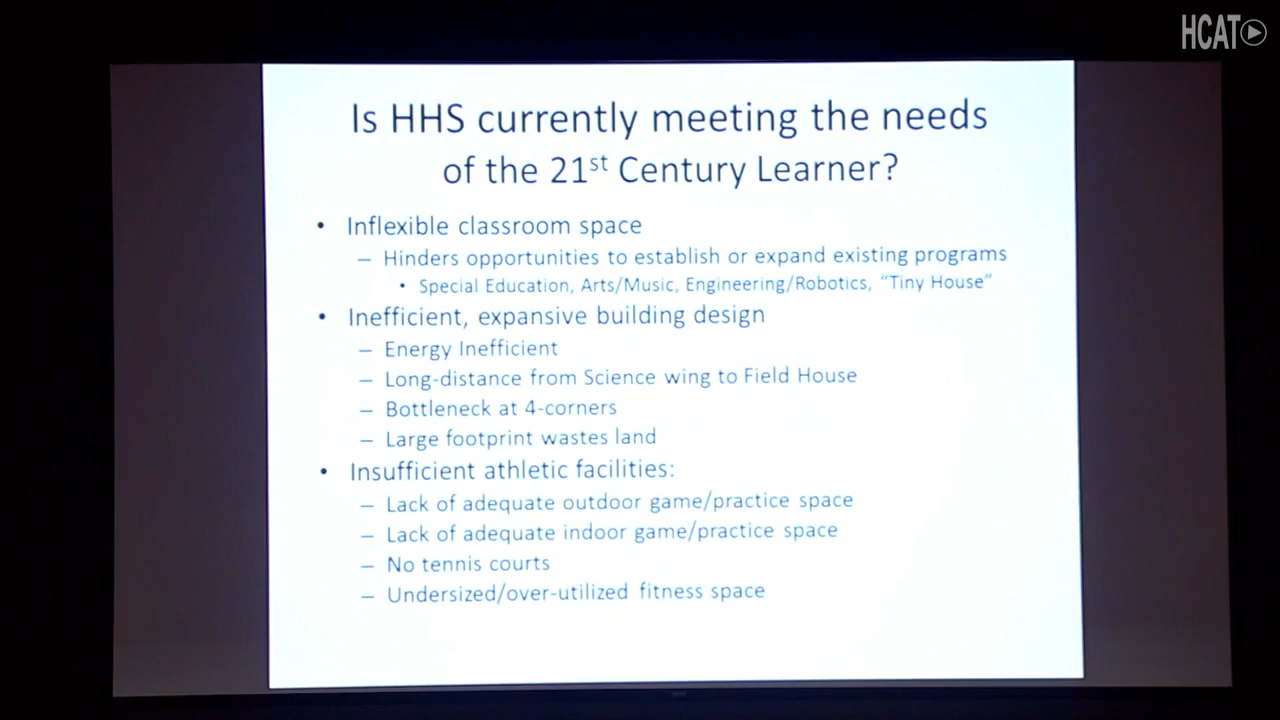 HCAT
Is HHS currently meeting the needs
of the 21st Century Learner?
• Inflexible classroom space
– Hinders opportunities to establish or expand existing programs
• Special Education, Arts/Music, Engineering/Robotics, “Tiny House”
• Inefficient, expansive building design
– Energy Inefficient
– Long-distance from Science wing to Field House
– Bottleneck at 4-corners
– Large footprint wastes land
• Insufficient athletic facilities:
– Lack of adequate outdoor game/practice space
– Lack of adequate indoor game/practice space
– No tennis courts
– Undersized/over-utilized fitness space